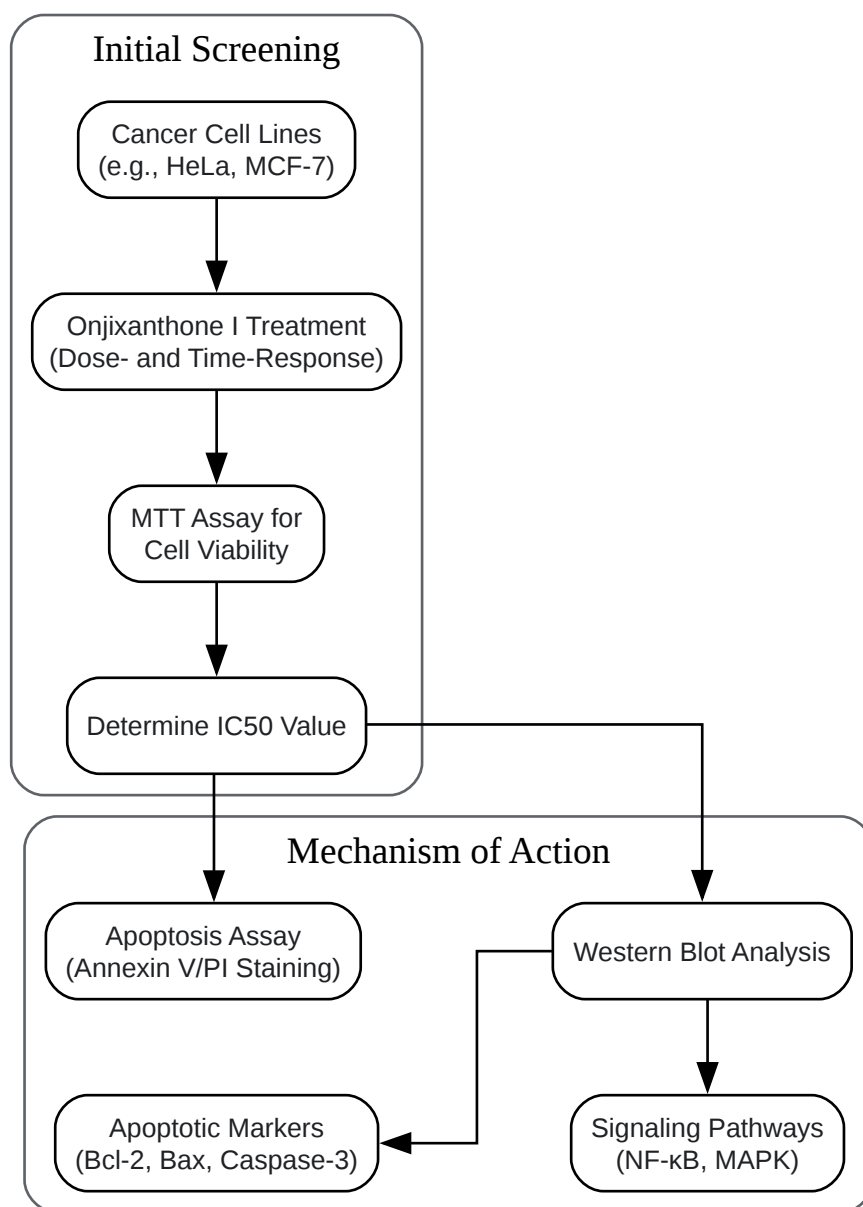 Initial Screening
Cancer Cell Lines
(e.g., HeLa, MCF-7)
Onjixanthone I Treatment
(Dose- and Time-Response)
MTT Assay for
Cell Viability
Determine IC50 Value
Mechanism of Action
Apoptosis Assay
(Annexin V/PI Staining)
Western Blot Analysis
Apoptotic Markers
(Bcl-2, Bax, Caspase-3)
Signaling Pathways
(NF-κB, MAPK)